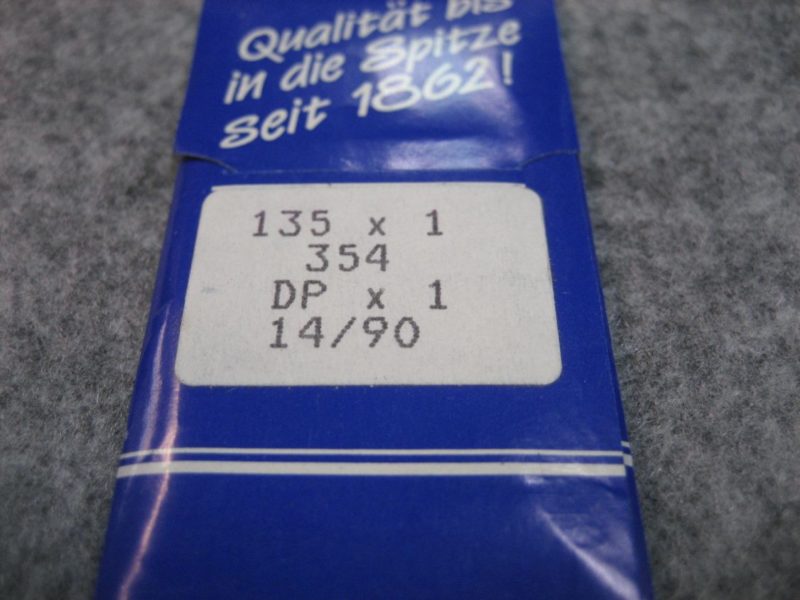 Qualität bis
in die Spitze
seit 1862!
135 x 1
354
DP x 1
14/90